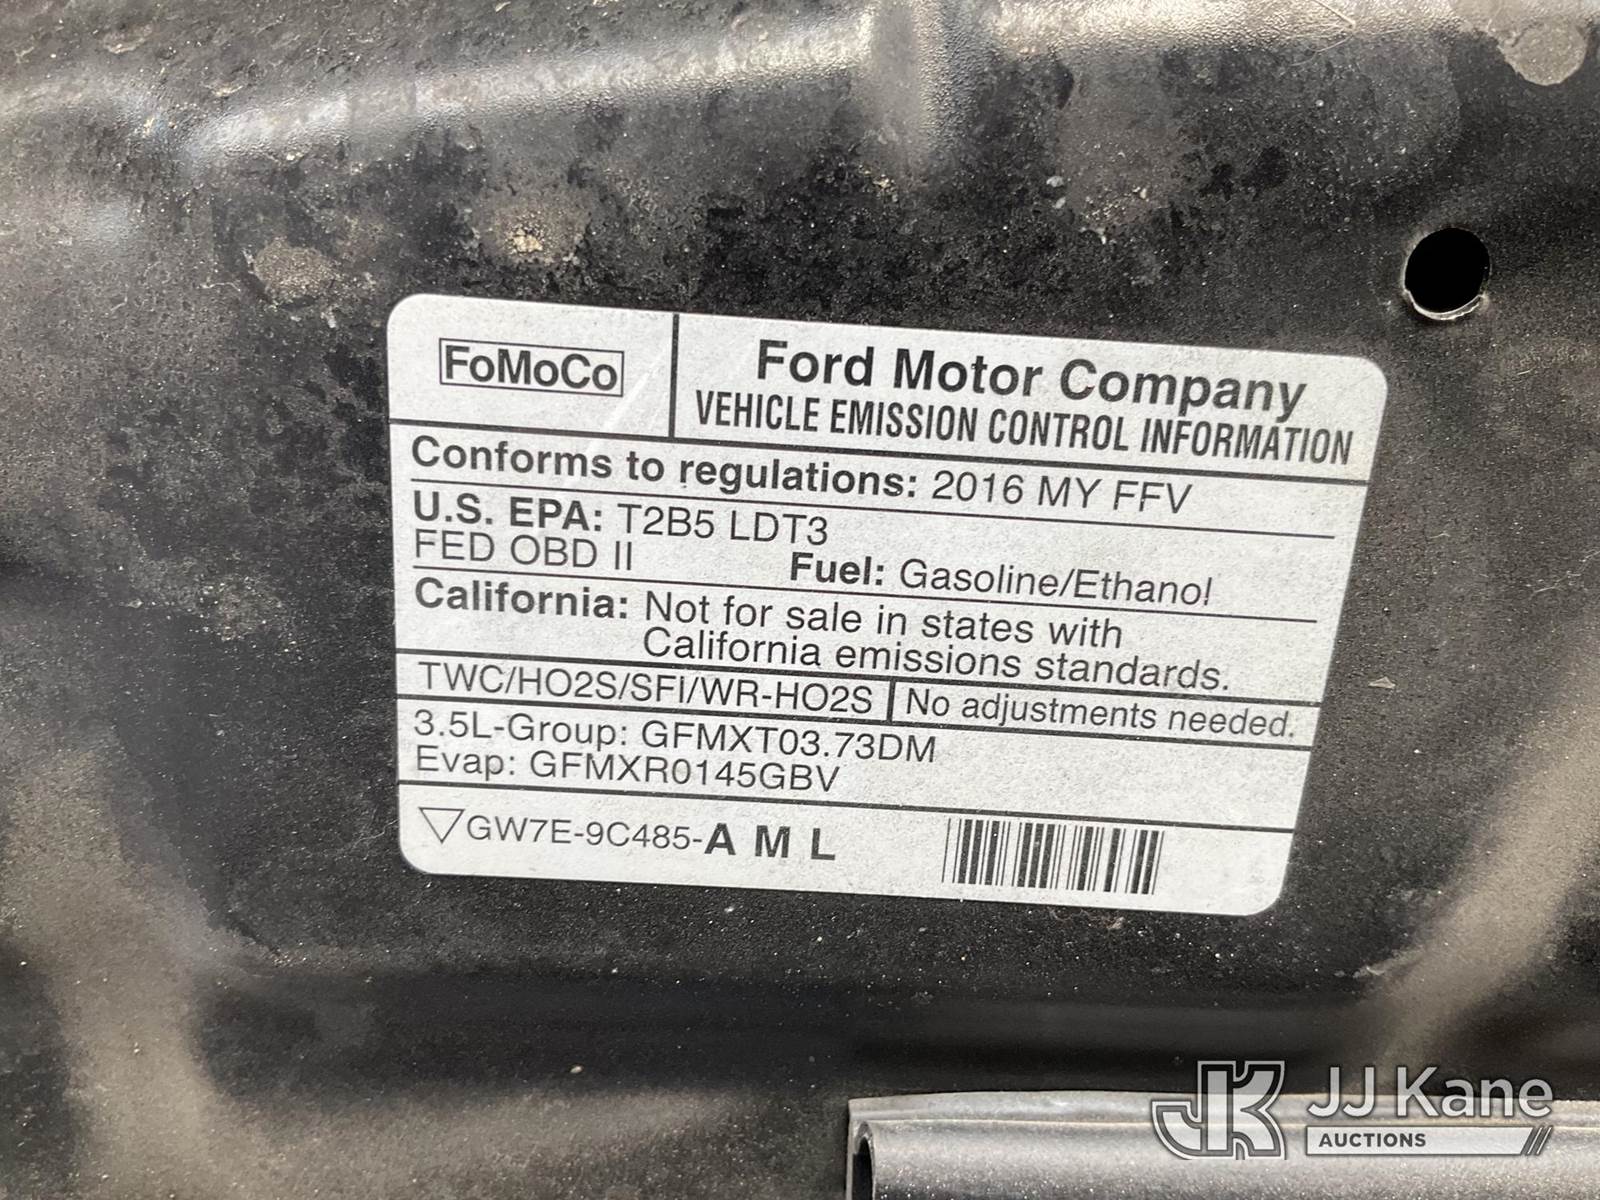 FoMoCo
Ford Motor Company
VEHICLE EMISSION CONTROL INFORMATION
Conforms to regulations: 2016 MY FFV
U.S. EPA: T2B5 LDT3
FED OBD II Fuel: Gasoline/Ethanol
California: Not for sale in states with
California emissions standards.
TWC/HO2S/SFI/WR-HO2S No adjustments needed.
3.5L-Group: GFMXT03.73DM
Evap: GFMXR0145GBV
GW7E-9C485-A M L
JK JJ Kane
AUCTIONS